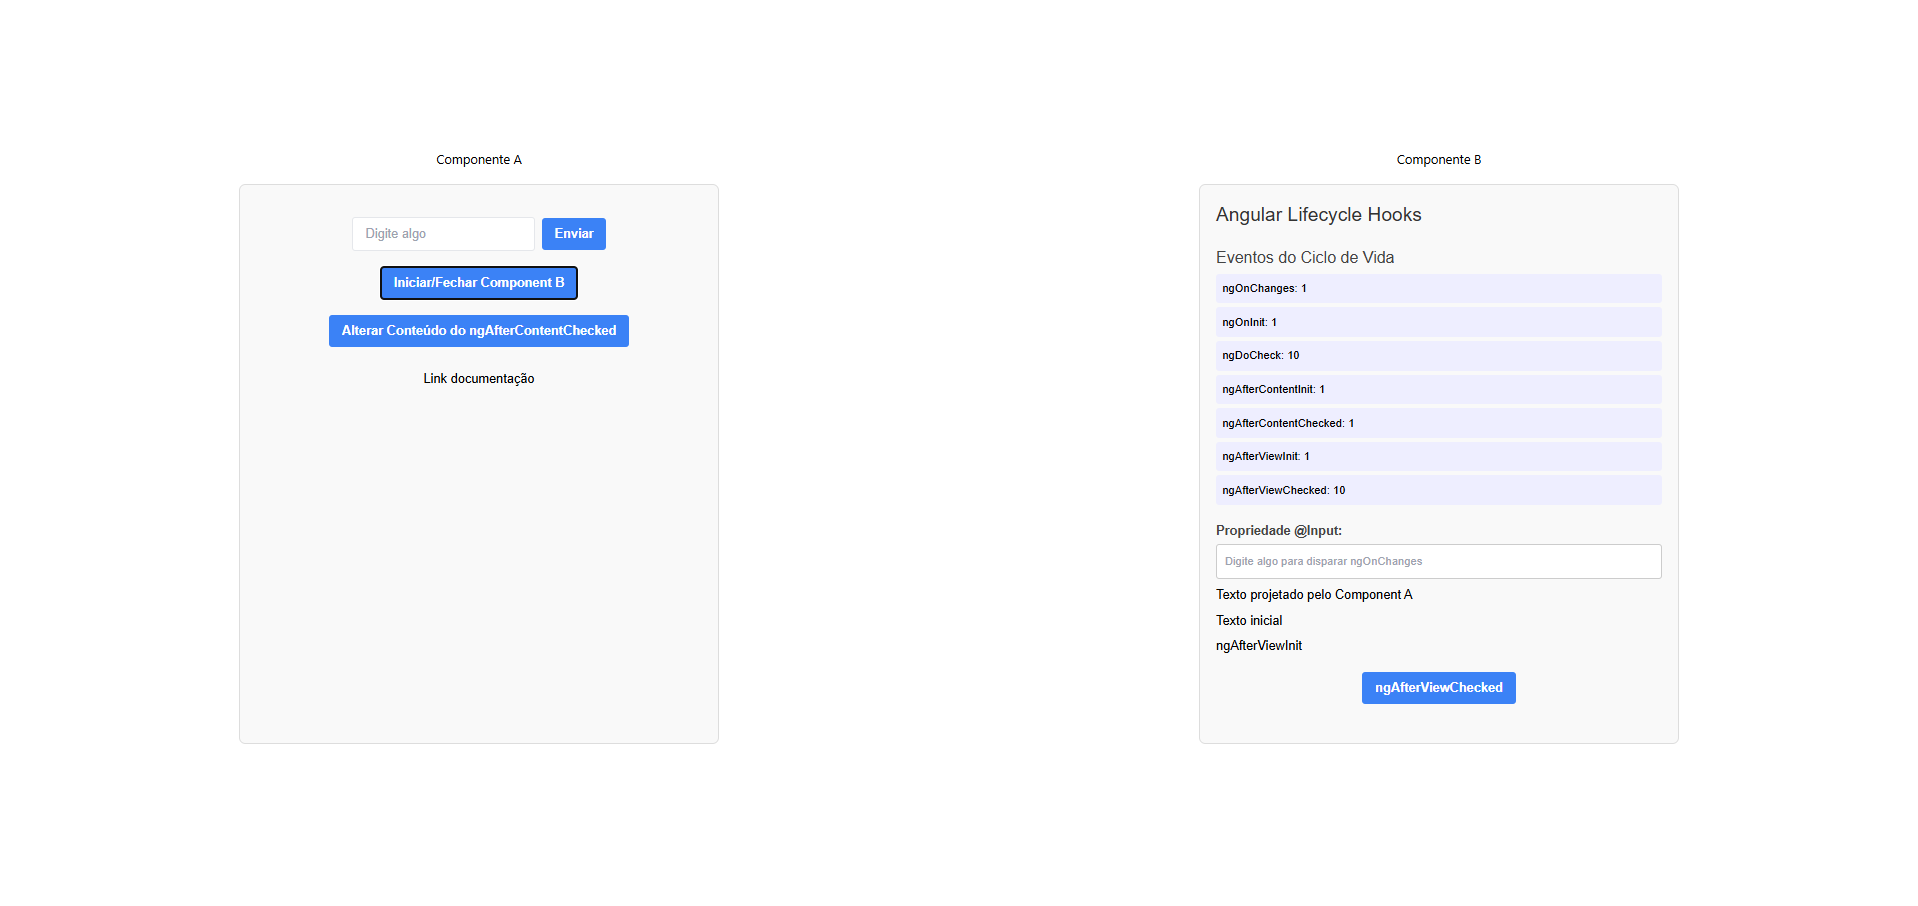 Componente A
Digite algo
Enviar
Iniciar/Fechar Component B
Alterar Conteúdo do ngAfterContentChecked
Link documentação
Componente B
Angular Lifecycle Hooks
Eventos do Ciclo de Vida
ngOnChanges: 1
ngOnInit: 1
ngDoCheck: 10
ngAfterContentInit: 1
ngAfterContentChecked: 1
ngAfterViewInit: 1
ngAfterViewChecked: 10
Propriedade @Input:
Digite algo para disparar ngOnChanges
Texto projetado pelo Component A
Texto inicial
ngAfterViewInit
ngAfterViewChecked